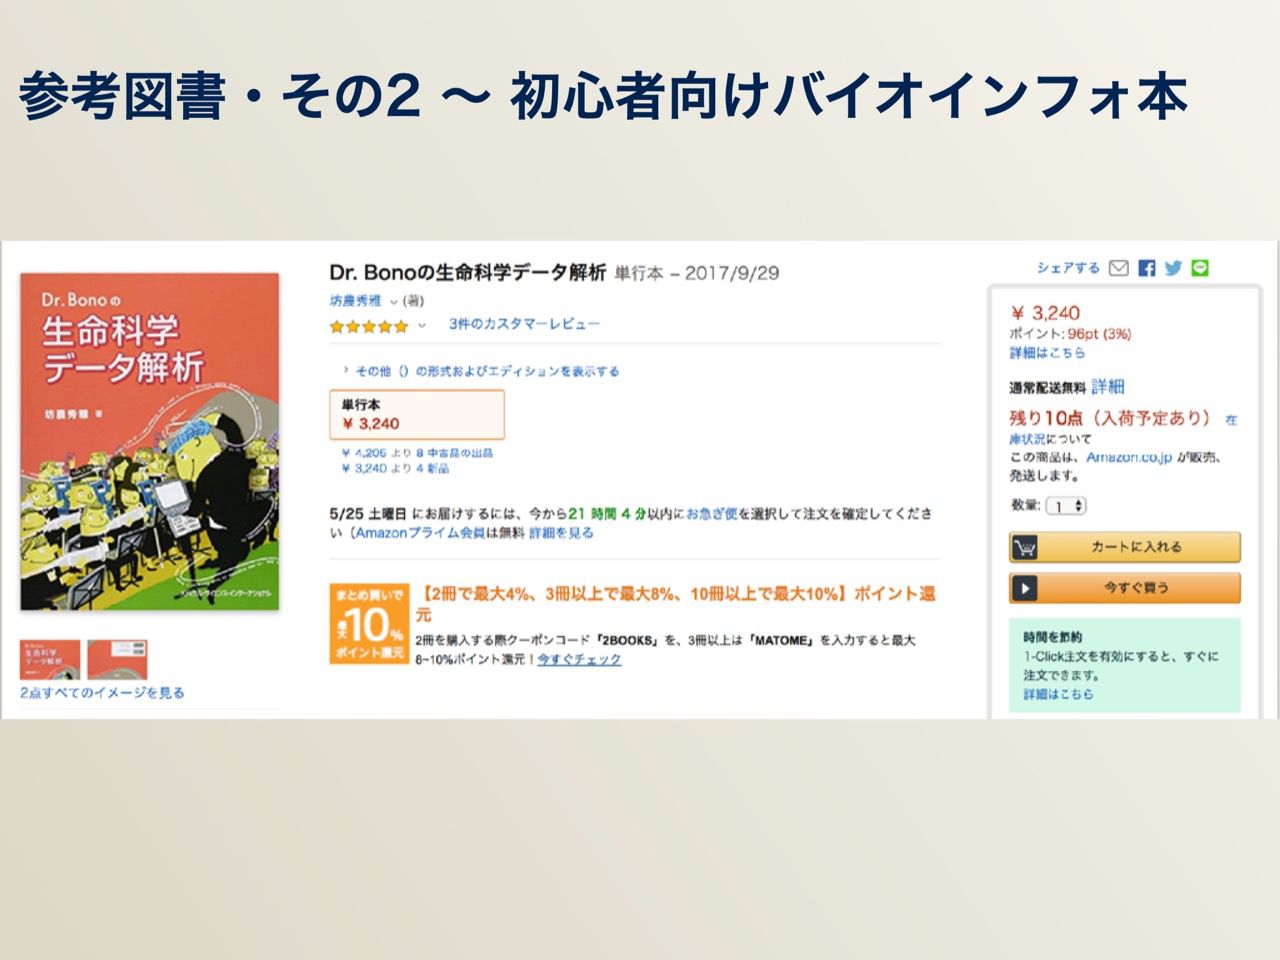 参考図書・その2 〜 初心者向けバイオインフォ本
Dr. Bonoの
生命科学
データ解析
坊農秀雅 著
メディカル・サイエンス・インターナショナル
2点すべてのイメージを見る
Dr. Bonoの生命科学データ解析 単行本 – 2017/9/29
坊農秀雅 (著)
3件のカスタマーレビュー
› その他 () の形式およびエディションを表示する
単行本
¥ 3,240
¥ 4,205 より 8 中古品の出品
¥ 3,240 より 4 新品
5/25 土曜日 にお届けするには、今から21 時間 4 分以内にお急ぎ便を選択して注文を確定してくださ
い（Amazonプライム会員は無料 詳細を見る
まとめ買いで
最大10%
ポイント還元
【2冊で最大4%、3冊以上で最大8%、10冊以上で最大10%】ポイント還
元
2冊を購入する際クーポンコード「2BOOKS」を、3冊以上は「MATOME」を入力すると最大
8~10%ポイント還元！今すぐチェック
シェアする
¥ 3,240
ポイント: 96pt (3%)
詳細はこちら
通常配送無料 詳細
残り10点（入荷予定あり） 在
庫状況について
この商品は、Amazon.co.jp が販売、
発送します。
数量: 1
カートに入れる
今すぐ買う
時間を節約
1-Click注文を有効にすると、すぐに
注文できます。
詳細はこちら